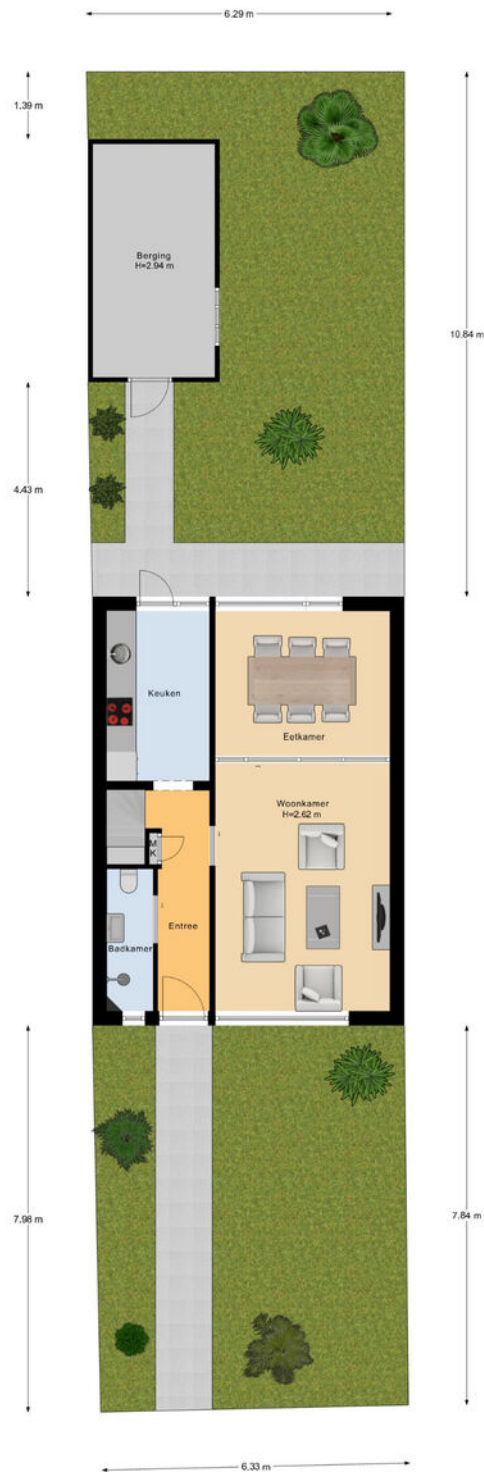 6.29 m
1.39 m
Berging
H=2.94 m
10.84 m
4.43 m
Keuken
Eetkamer
Woonkamer
H=2.62 m
M
K
Entree
Badkamer
7.98 m
7.84 m
6.33 m